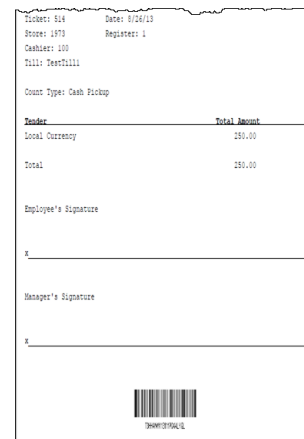 Ticket: 514 Date: 8/26/13
Store: 1973 Register: 1
Cashier: 100
Till: TestTill1
Count Type: Cash Pickup
Tender Total Amount
Local Currency 250.00
Total 250.00
Employee's Signature
X
Manager's Signature
X